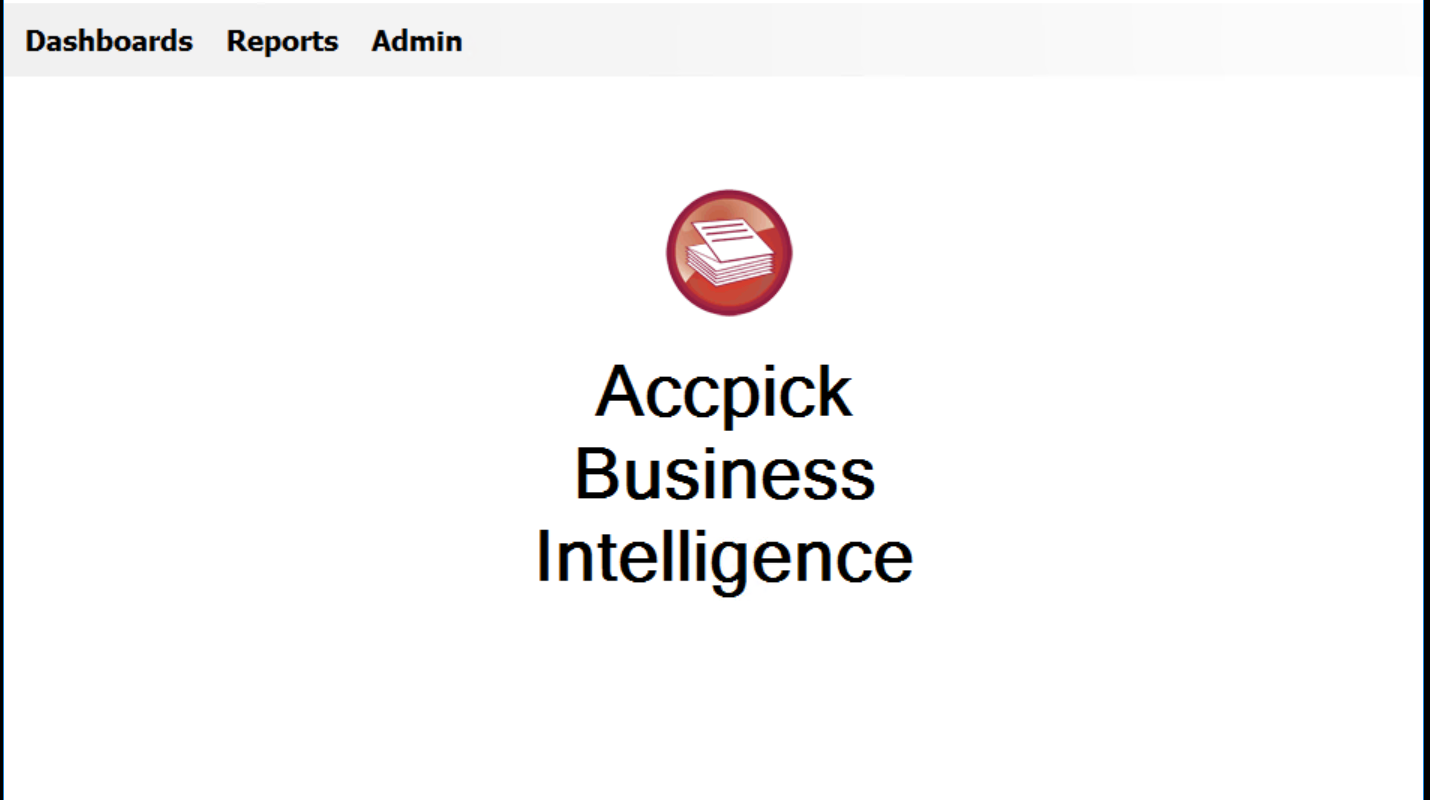 Dashboards Reports Admin
Accpick
Business
Intelligence